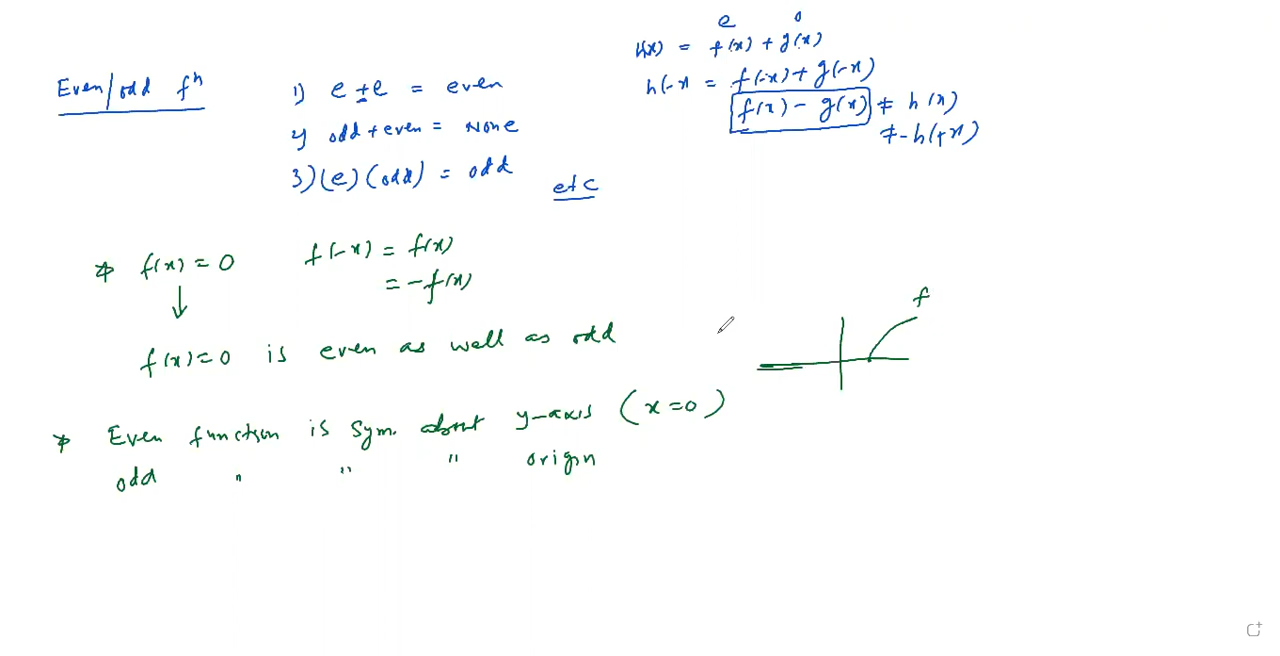 Even/odd fⁿ
1) e ± e = even
2) odd + even = None
3) (e) (odd) = odd
etc
e o
h(x) = f(x) + g(x)
h(-x = f(-x) + g(-x)
f(x) - g(x) ≠ h(x)
≠ -h(+x)
* f(x) = 0 f(-x) = f(x)
= -f(x)
↓
f(x) = 0 is even as well as odd
f
* Even function is sym. about y-axis (x = 0)
odd " " " origin